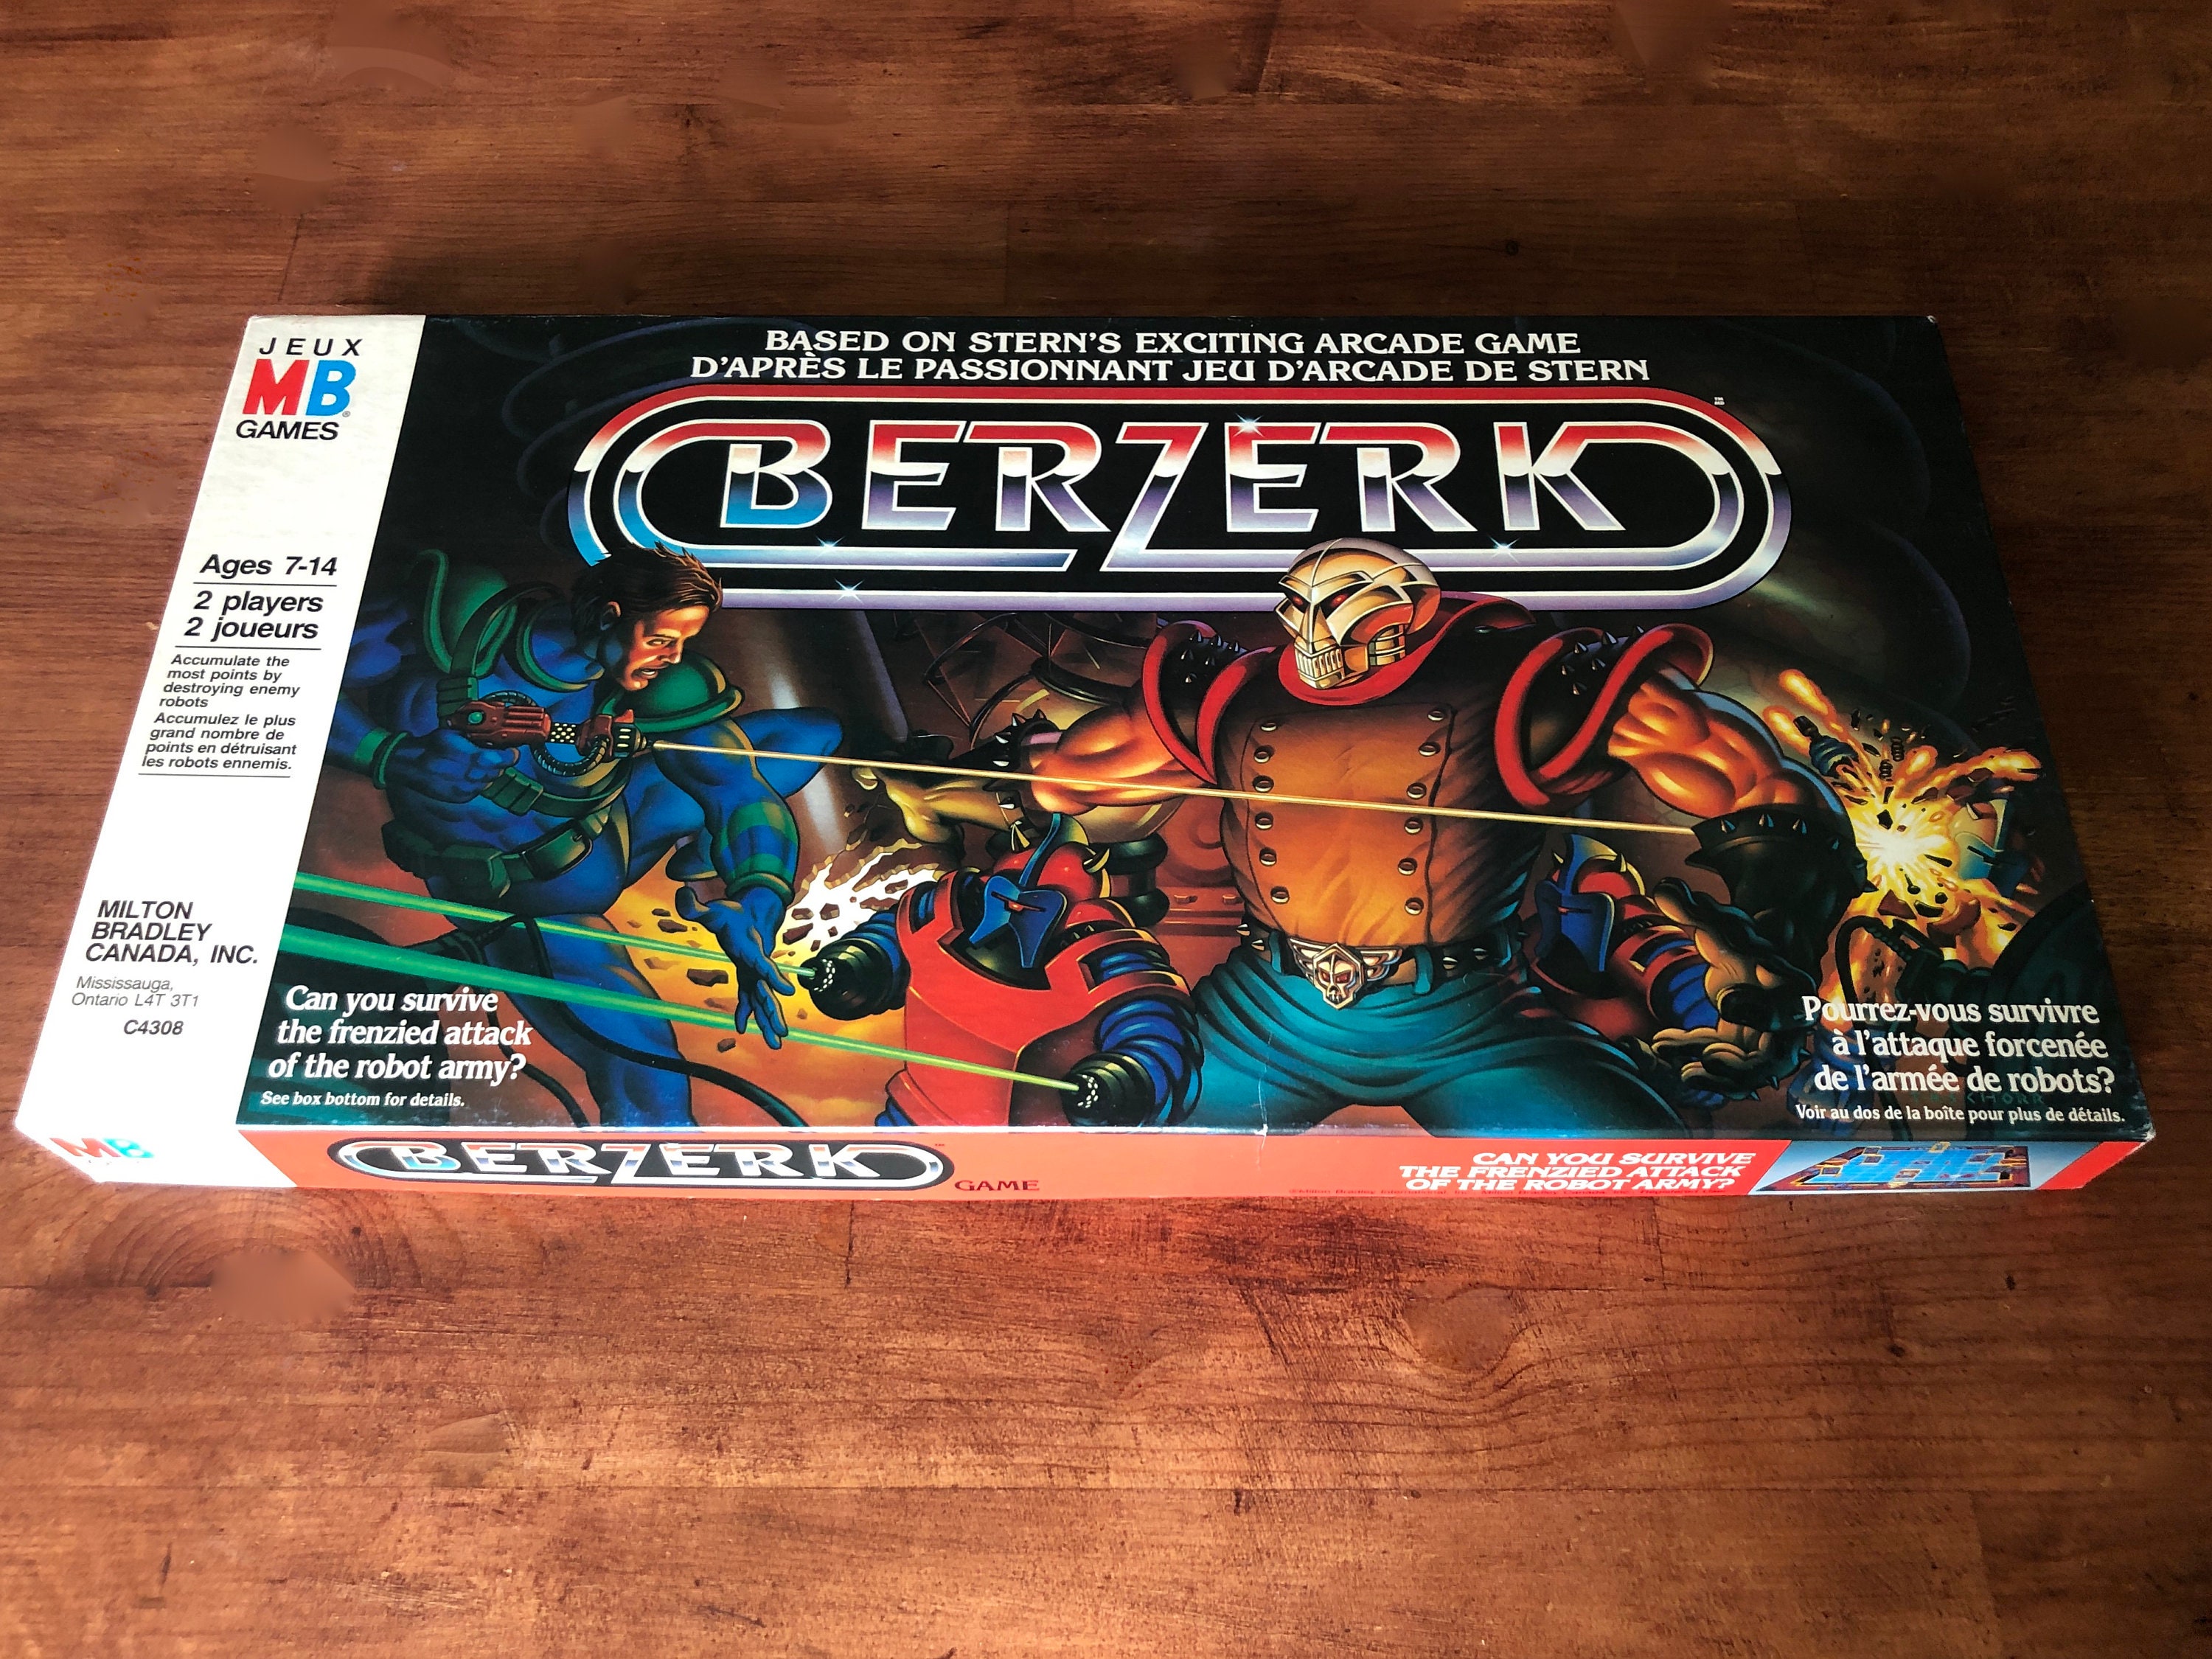 JEUX
MB®
GAMES
Ages 7-14
2 players
2 joueurs
Accumulate the
most points by
destroying enemy
robots
Accumulez le plus
grand nombre de
points en détruisant
les robots ennemis.
MILTON
BRADLEY
CANADA, INC.
Mississauga,
Ontario L4T 3T1
C4308
BASED ON STERN'S EXCITING ARCADE GAME
D'APRÈS LE PASSIONNANT JEU D'ARCADE DE STERN
BERZERK
Can you survive
the frenzied attack
of the robot army?
See box bottom for details.
Pourrez-vous survivre
à l'attaque forcenée
de l'armée de robots?
Voir au dos de la boîte pour plus de détails.
MB
BERZERK™
GAME
CAN YOU SURVIVE
THE FRENZIED ATTACK
OF THE ROBOT ARMY?